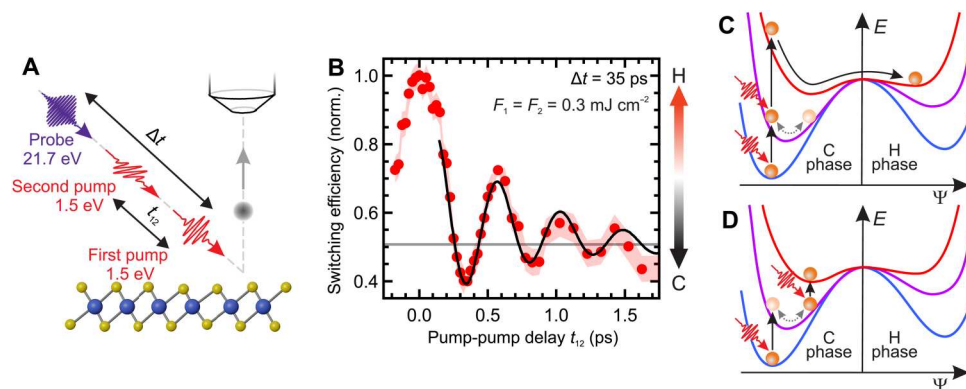 A
Δt
Probe
21.7 eV
Second pump
1.5 eV
t₁₂
First pump
1.5 eV
B
Switching efficiency (norm.)
1.0
0.8
0.6
0.4
Δt = 35 ps
F₁ = F₂ = 0.3 mJ cm⁻²
0.0
0.5
1.0
1.5
Pump-pump delay t₁₂ (ps)
H
C
C
E
C
phase
H
phase
Ψ
D
E
C
phase
H
phase
Ψ